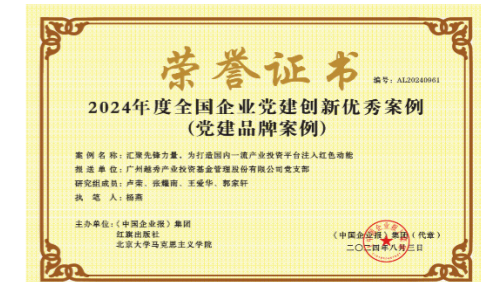 荣誉证书
编号：AL20240961
2024年度全国企业党建创新优秀案例
(党建品牌案例)
案例名称：汇聚先锋力量，为打造国内一流产业投资平台注入红色动能
报送单位：广州越秀产业投资基金管理股份有限公司党支部
研究组成员：卢荣、张耀南、王爱华、郭家轩
执笔人：杨燕
主办单位：《中国企业报》集团
红旗出版社
北京大学马克思主义学院
《中国企业报》集团（代章）
二〇二四年八月三日